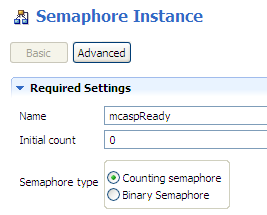 Semaphore Instance
Basic Advanced
Required Settings
Name mcaspReady
Initial count 0
Semaphore type Counting semaphore
Binary Semaphore